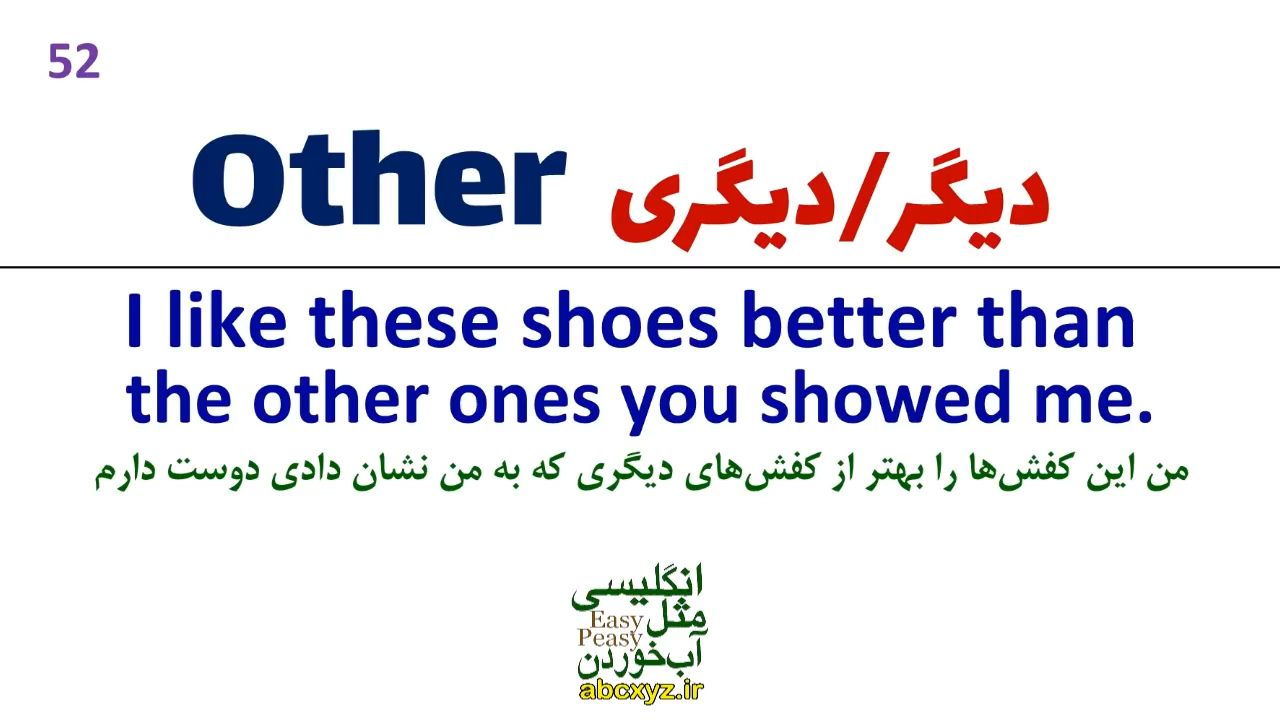 52
Other دیگر/دیگری
I like these shoes better than
the other ones you showed me.
من این کفش‌ها را بهتر از کفش‌های دیگری که به من نشان دادی دوست دارم
انگلیسی
مثل
Easy
Peasy
آب‌خوردن
abcxyz.ir